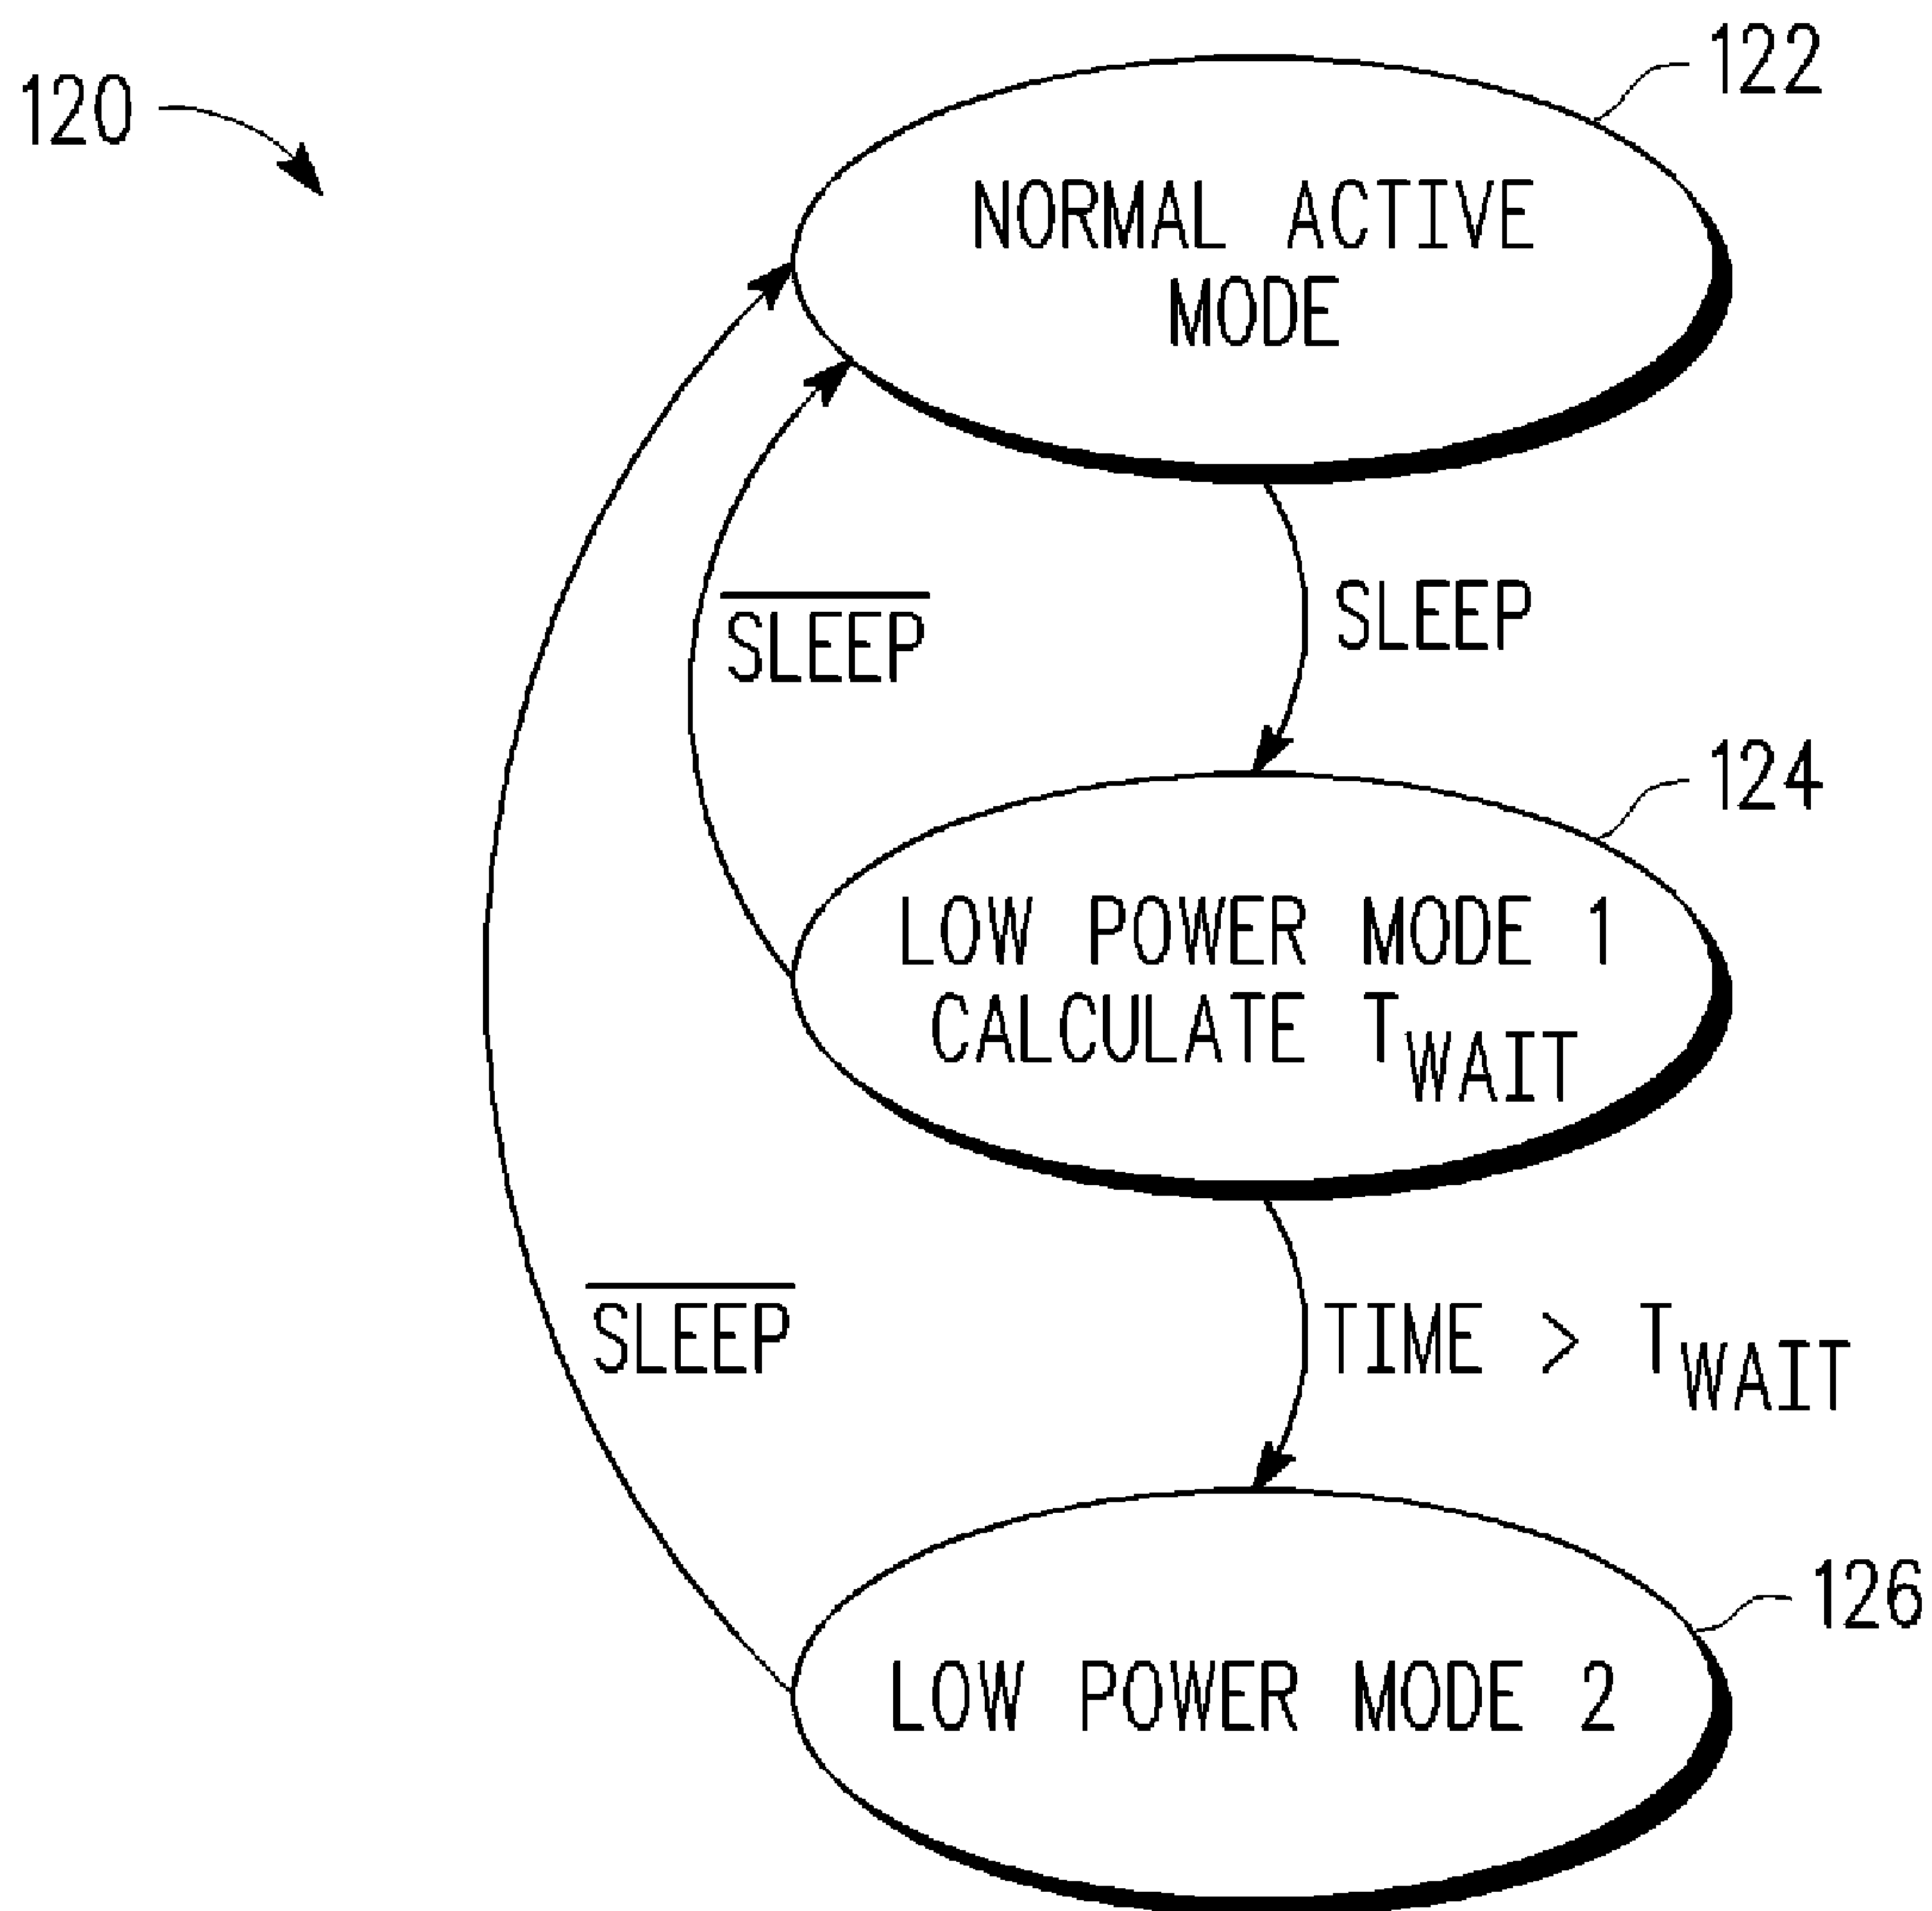 120
122
NORMAL ACTIVE
MODE
SLEEP
SLEEP
124
LOW POWER MODE 1
CALCULATE TWAIT
SLEEP
TIME > TWAIT
126
LOW POWER MODE 2